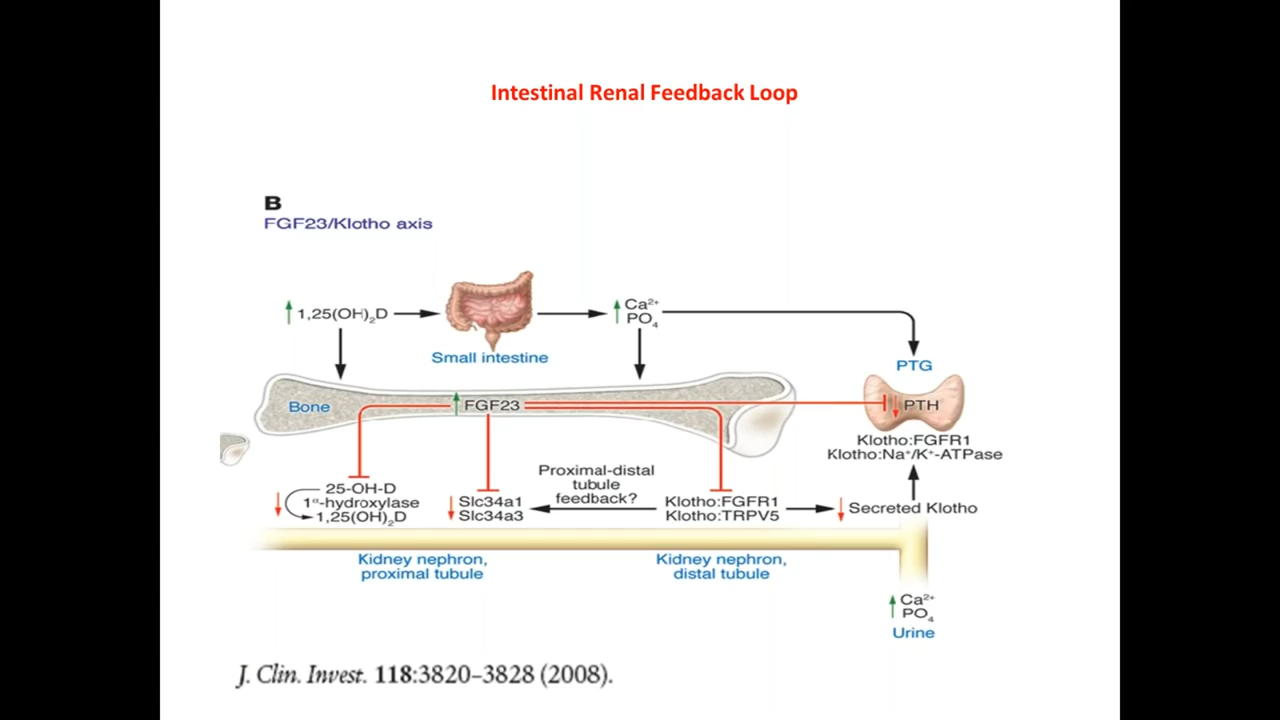 Intestinal Renal Feedback Loop
B
FGF23/Klotho axis
1,25(OH)₂D
Small intestine
Ca²⁺
PO₄
PTG
Bone
FGF23
PTH
Klotho:FGFR1
Klotho:Na⁺/K⁺-ATPase
25-OH-D
1ᵅ-hydroxylase
1,25(OH)₂D
Slc34a1
Slc34a3
Proximal-distal
tubule
feedback?
Klotho:FGFR1
Klotho:TRPV5
Secreted Klotho
Kidney nephron,
proximal tubule
Kidney nephron,
distal tubule
Ca²⁺
PO₄
Urine
J. Clin. Invest. 118:3820–3828 (2008).